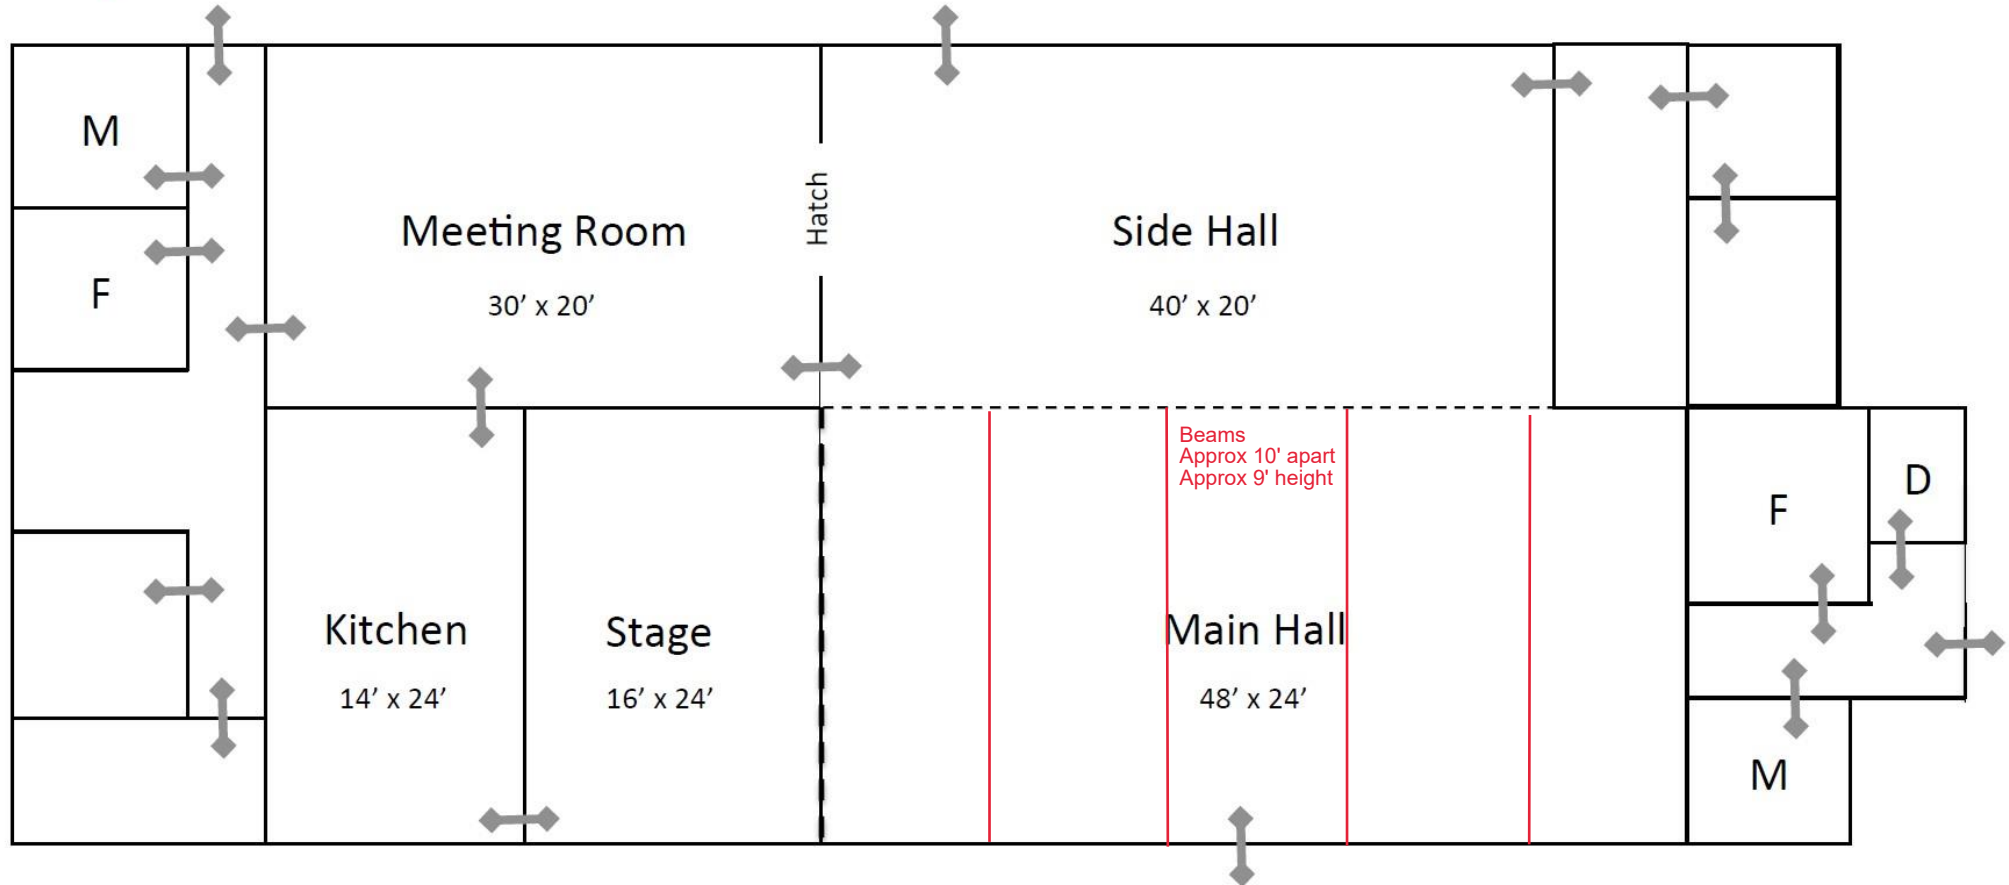 M
F
Meeting Room
30’ x 20’
Hatch
Side Hall
40’ x 20’
Beams
Approx 10' apart
Approx 9' height
Kitchen
14’ x 24’
Stage
16’ x 24’
Main Hall
48’ x 24’
F
D
M